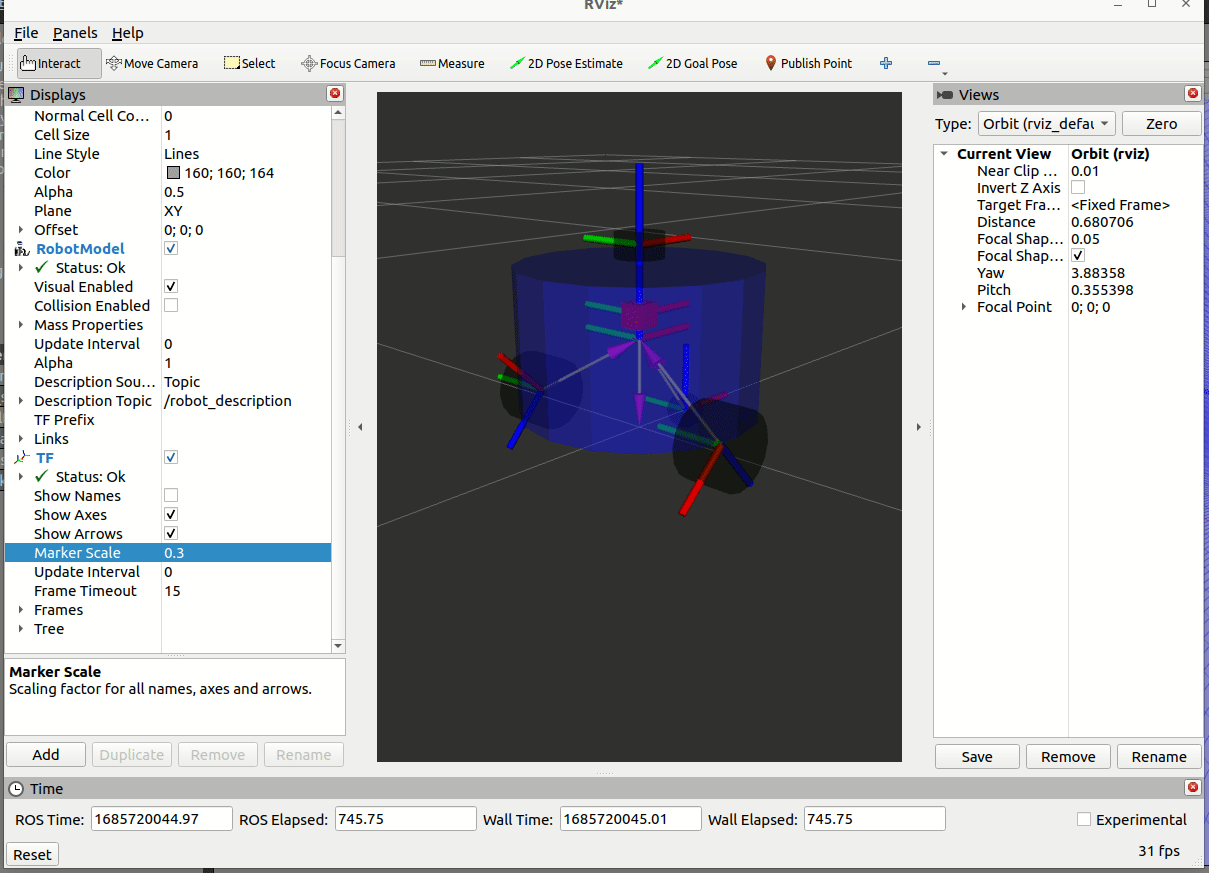 RViz*
File Panels Help
Interact Move Camera Select Focus Camera Measure 2D Pose Estimate 2D Goal Pose Publish Point
Displays
Normal Cell Co... 0
Cell Size 1
Line Style Lines
Color 160; 160; 164
Alpha 0.5
Plane XY
Offset 0; 0; 0
RobotModel
Status: Ok
Visual Enabled
Collision Enabled
Mass Properties
Update Interval 0
Alpha 1
Description Sou... Topic
Description Topic /robot_description
TF Prefix
Links
TF
Status: Ok
Show Names
Show Axes
Show Arrows
Marker Scale 0.3
Update Interval 0
Frame Timeout 15
Frames
Tree
Marker Scale
Scaling factor for all names, axes and arrows.
Add Duplicate Remove Rename
Views
Type: Orbit (rviz_defau Zero
Current View Orbit (rviz)
Near Clip ... 0.01
Invert Z Axis
Target Fra... <Fixed Frame>
Distance 0.680706
Focal Shap... 0.05
Focal Shap...
Yaw 3.88358
Pitch 0.355398
Focal Point 0; 0; 0
Save Remove Rename
Time
ROS Time: 1685720044.97 ROS Elapsed: 745.75 Wall Time: 1685720045.01 Wall Elapsed: 745.75 Experimental
Reset 31 fps